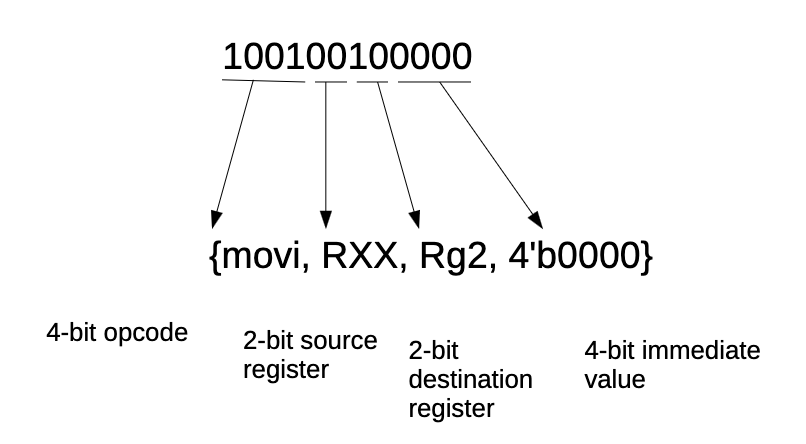 100100100000
{movi, RXX, Rg2, 4'b0000}
4-bit opcode
2-bit source
register
2-bit
destination
register
4-bit immediate
value